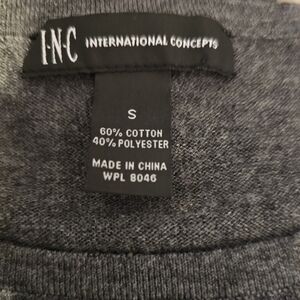 I·N·C INTERNATIONAL CONCEPTS
S
60% COTTON
40% POLYESTER
MADE IN CHINA
WPL 8046